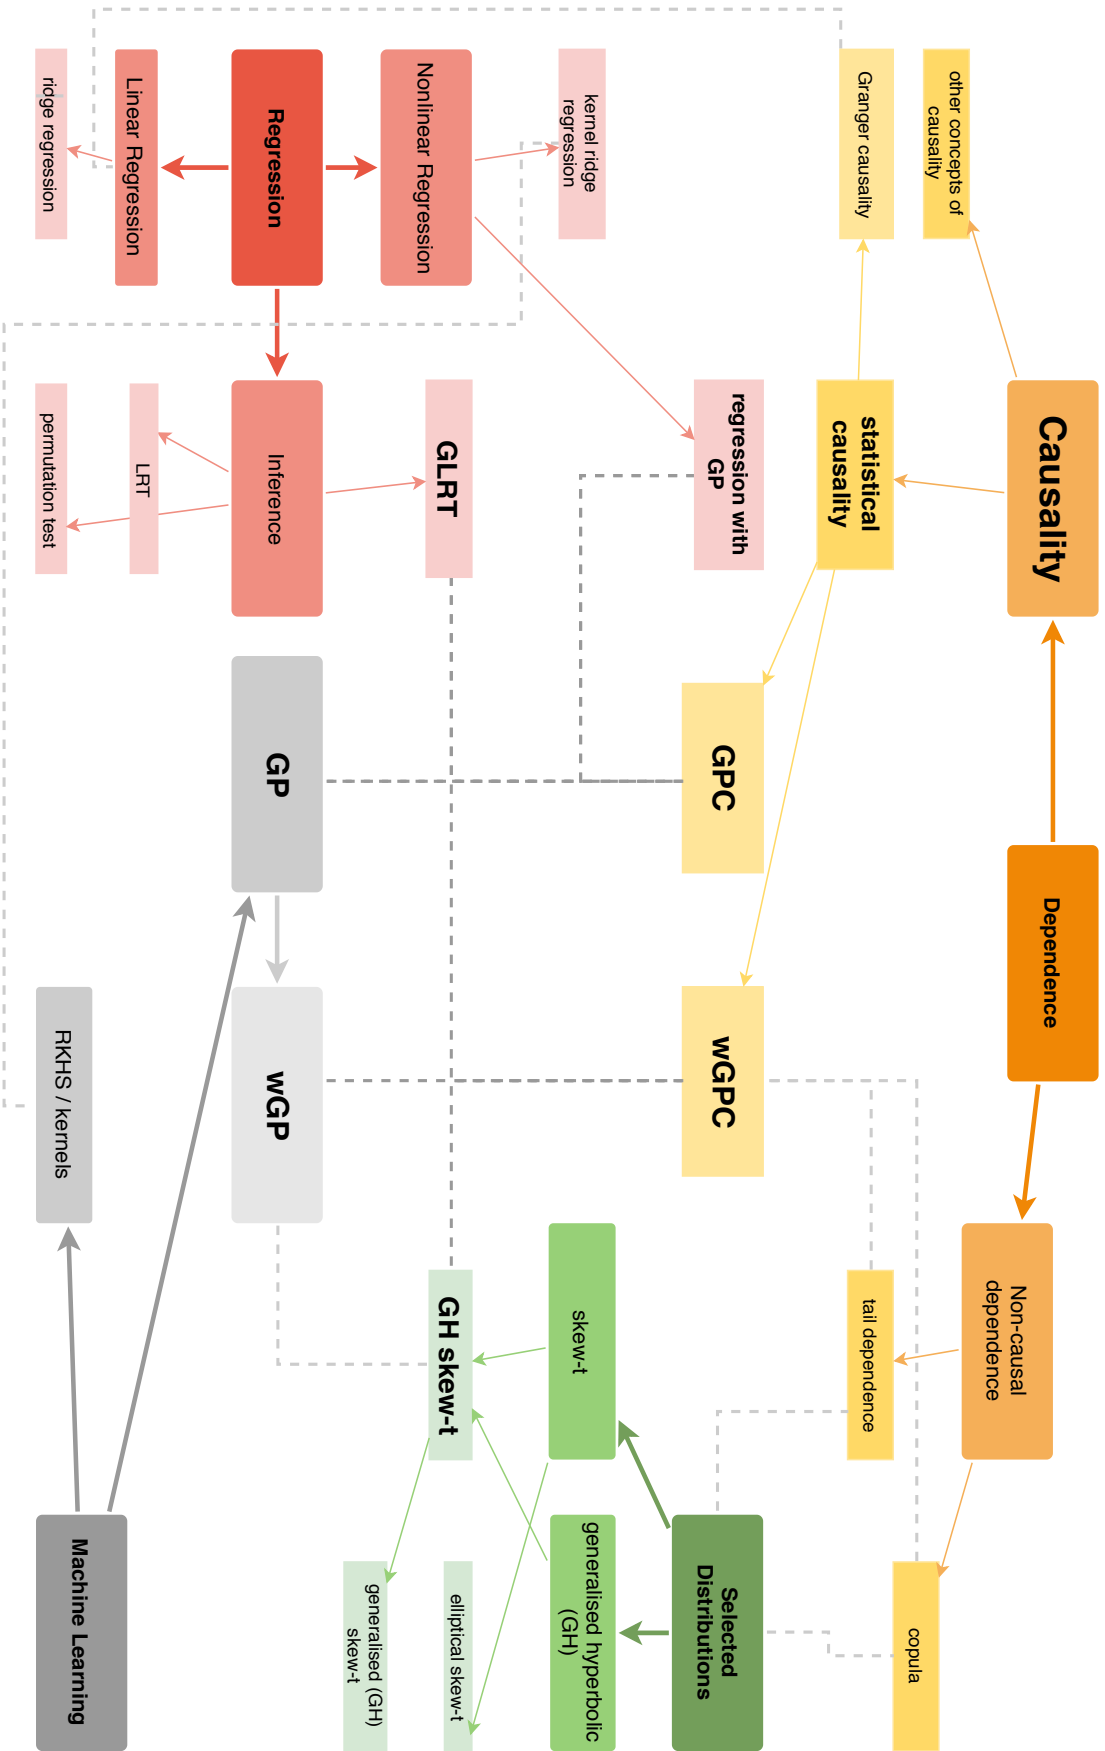 Causality
Dependence
Non-causal
dependence
other concepts of
causality
Granger causality
statistical
causality
tail dependence
copula
regression with
GP
GPC
wGPC
Selected
Distributions
kernel ridge
regression
skew-t
generalised hyperbolic
(GH)
Nonlinear Regression
GLRT
GH skew-t
elliptical skew-t
generalised (GH)
skew-t
Regression
Inference
GP
wGP
Linear Regression
LRT
ridge regression
permutation test
RKHS / kernels
Machine Learning